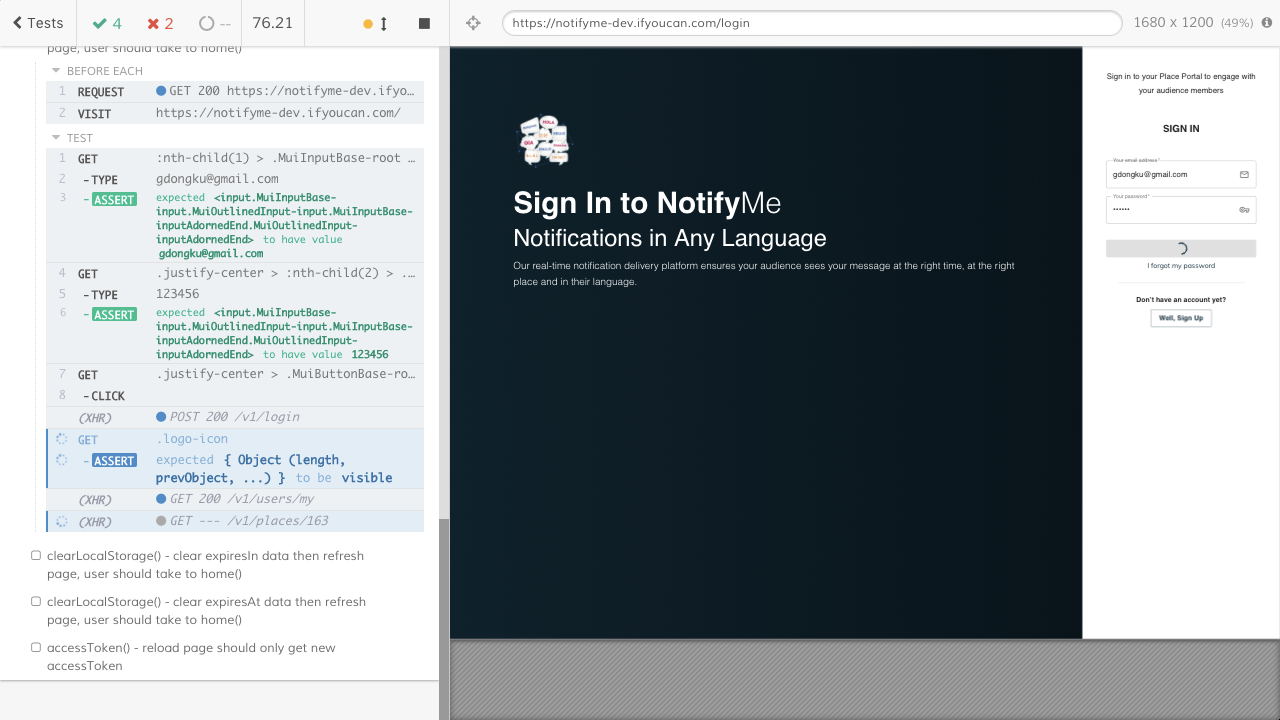 Tests
4
2
--
76.21
https://notifyme-dev.ifyoucan.com/login
1680 x 1200 (49%)
page, user should take to home()
BEFORE EACH
1 REQUEST GET 200 https://notifyme-dev.ifyo...
2 VISIT https://notifyme-dev.ifyoucan.com/
TEST
1 GET :nth-child(1) > .MuiInputBase-root ...
2 -TYPE gdongku@gmail.com
3 -ASSERT expected <input.MuiInputBase-
input.MuiOutlinedInput-input.MuiInputBase-
inputAdornedEnd.MuiOutlinedInput-
inputAdornedEnd> to have value
gdongku@gmail.com
4 GET .justify-center > :nth-child(2) > ...
5 -TYPE 123456
6 -ASSERT expected <input.MuiInputBase-
input.MuiOutlinedInput-input.MuiInputBase-
inputAdornedEnd.MuiOutlinedInput-
inputAdornedEnd> to have value 123456
7 GET .justify-center > .MuiButtonBase-ro...
8 -CLICK
(XHR) POST 200 /v1/login
GET .logo-icon
-ASSERT expected { Object (length,
prevObject, ...) } to be visible
(XHR) GET 200 /v1/users/my
(XHR) GET --- /v1/places/163
clearLocalStorage() - clear expiresIn data then refresh
page, user should take to home()
clearLocalStorage() - clear expiresAt data then refresh
page, user should take to home()
accessToken() - reload page should only get new
accessToken
Sign In to NotifyMe
Notifications in Any Language
Our real-time notification delivery platform ensures your audience sees your message at the right time, at the right
place and in their language.
Sign in to your Place Portal to engage with
your audience members
SIGN IN
Your email address*
gdongku@gmail.com
Your password*
••••••
I forgot my password
Don't have an account yet?
Well, Sign Up